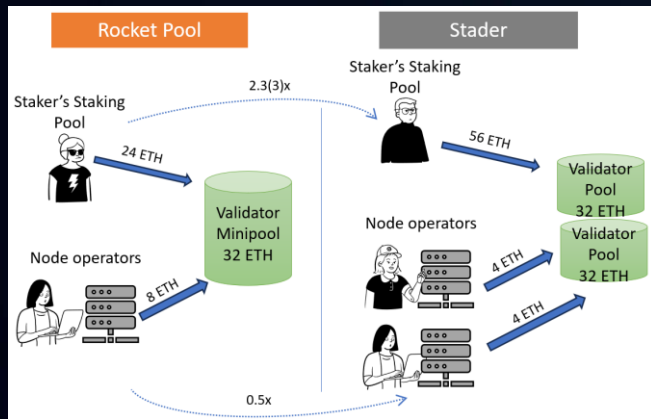 Rocket Pool
Stader
Staker's Staking
Pool
2.3(3)x
Staker's Staking
Pool
24 ETH
56 ETH
Validator
Minipool
32 ETH
Validator
Pool
32 ETH
Node operators
Node operators
Validator
Pool
32 ETH
8 ETH
4 ETH
4 ETH
0.5x